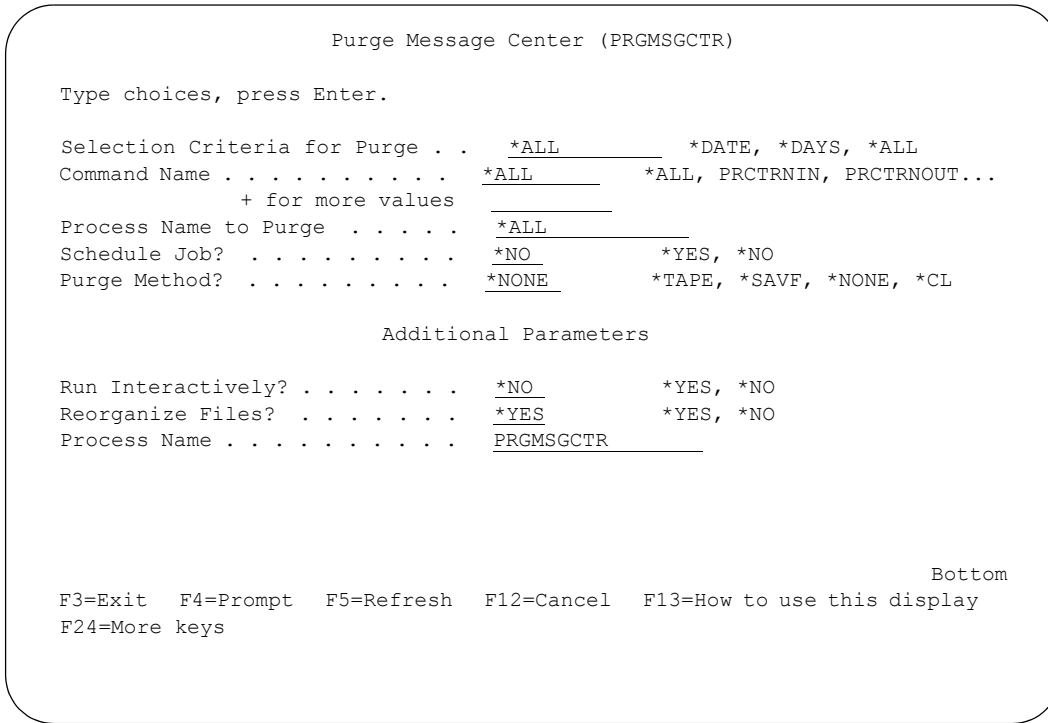 Purge Message Center (PRGMSGCTR)
Type choices, press Enter.
Selection Criteria for Purge . . *ALL *DATE, *DAYS, *ALL
Command Name . . . . . . . . . . *ALL *ALL, PRCTRNIN, PRCTRNOUT...
+ for more values
Process Name to Purge . . . . . *ALL
Schedule Job? . . . . . . . . . *NO *YES, *NO
Purge Method? . . . . . . . . . *NONE *TAPE, *SAVF, *NONE, *CL
Additional Parameters
Run Interactively? . . . . . . . *NO *YES, *NO
Reorganize Files? . . . . . . . *YES *YES, *NO
Process Name . . . . . . . . . . PRGMSGCTR
Bottom
F3=Exit F4=Prompt F5=Refresh F12=Cancel F13=How to use this display
F24=More keys